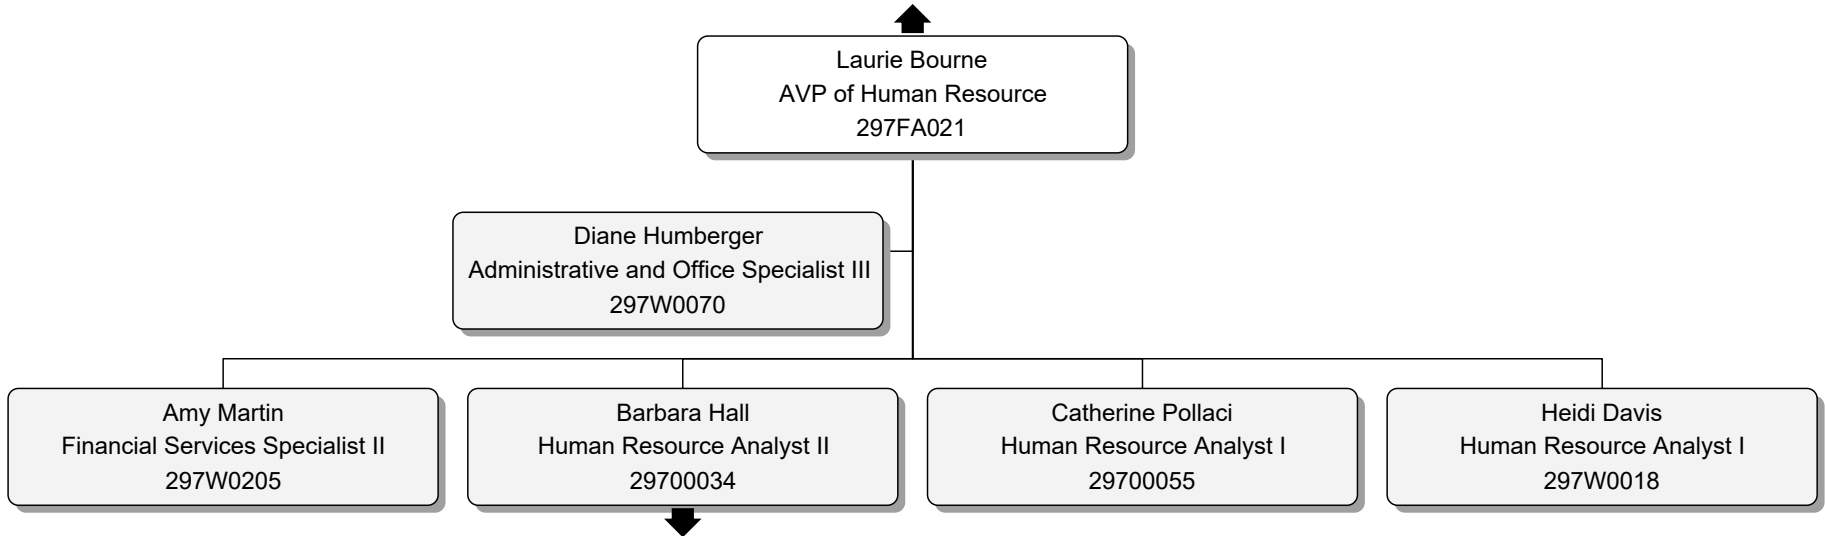 Laurie Bourne
AVP of Human Resource
297FA021
Diane Humberger
Administrative and Office Specialist III
297W0070
Amy Martin
Financial Services Specialist II
297W0205
Barbara Hall
Human Resource Analyst II
29700034
Catherine Pollaci
Human Resource Analyst I
29700055
Heidi Davis
Human Resource Analyst I
297W0018